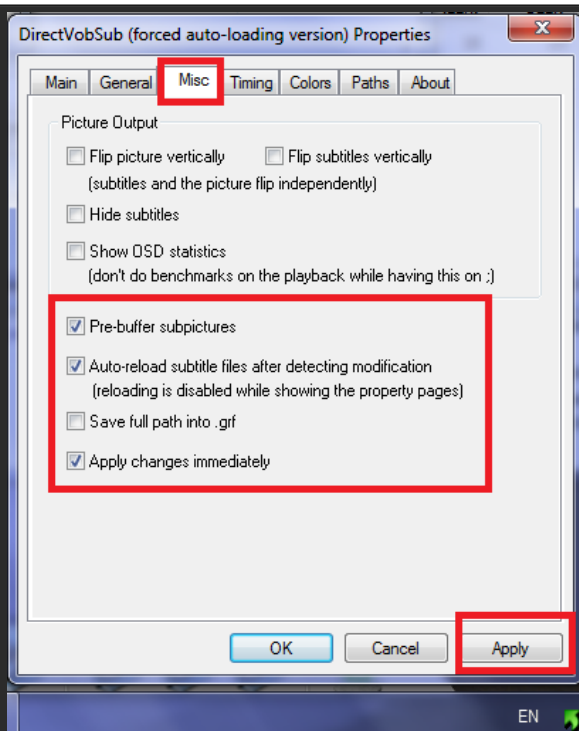 DirectVobSub (forced auto-loading version) Properties
Main General Misc Timing Colors Paths About
Picture Output
Flip picture vertically Flip subtitles vertically
(subtitles and the picture flip independently)
Hide subtitles
Show OSD statistics
(don't do benchmarks on the playback while having this on ;)
Pre-buffer subpictures
Auto-reload subtitle files after detecting modification
(reloading is disabled while showing the property pages)
Save full path into .grf
Apply changes immediately
OK Cancel Apply
EN